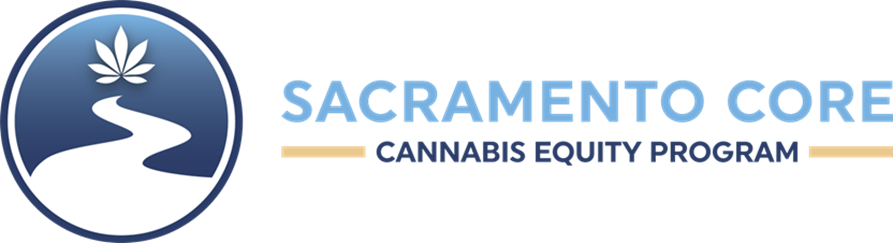 SACRAMENTO CORE
CANNABIS EQUITY PROGRAM